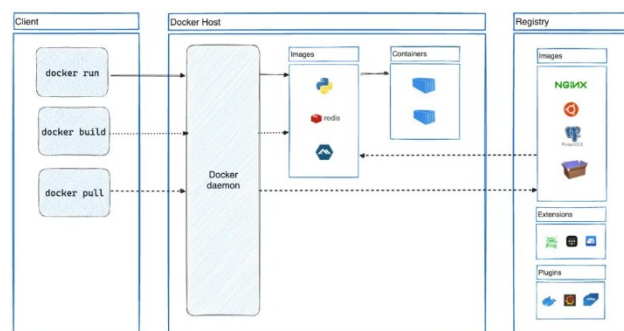 Client
docker run
docker build
docker pull
Docker Host
Docker
daemon
Images
redis
Containers
Registry
Images
NGINX
PostgreSQL
Extensions
Plugins